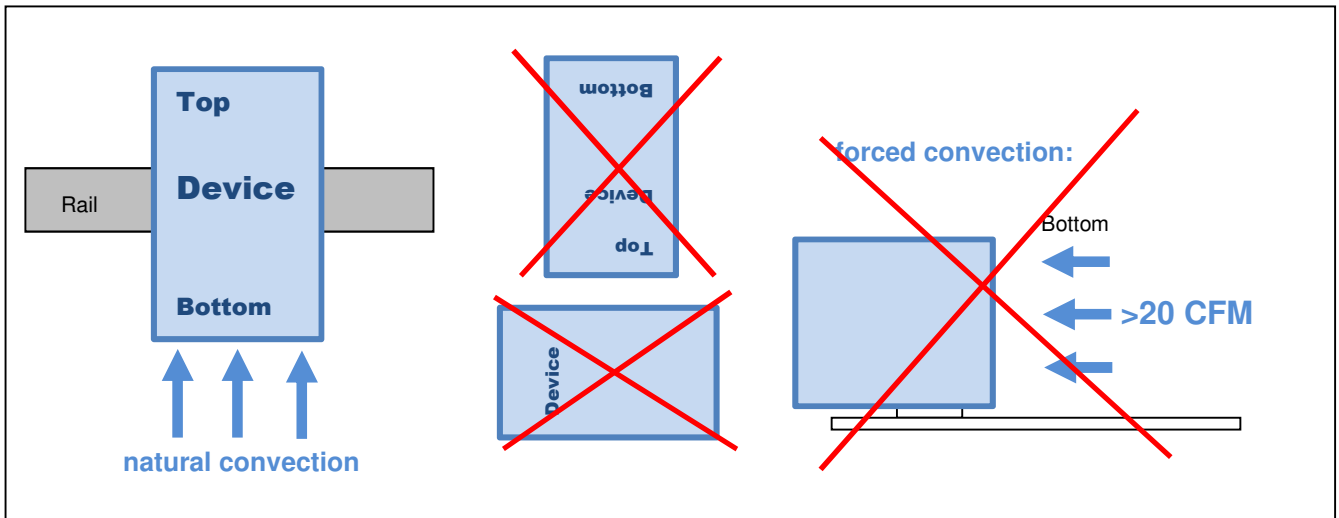 Top
Device
Rail
Bottom
natural convection
Bottom
Device
Top
Device
forced convection:
Bottom
>20 CFM